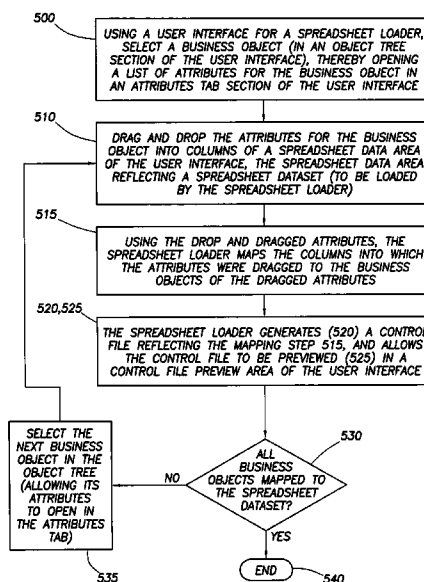 500
USING A USER INTERFACE FOR A SPREADSHEET LOADER,
SELECT A BUSINESS OBJECT (IN AN OBJECT TREE
SECTION OF THE USER INTERFACE), THEREBY OPENING
A LIST OF ATTRIBUTES FOR THE BUSINESS OBJECT IN
AN ATTRIBUTES TAB SECTION OF THE USER INTERFACE
510
DRAG AND DROP THE ATTRIBUTES FOR THE BUSINESS
OBJECT INTO COLUMNS OF A SPREADSHEET DATA AREA
OF THE USER INTERFACE, THE SPREADSHEET DATA AREA
REFLECTING A SPREADSHEET DATASET (TO BE LOADED
BY THE SPREADSHEET LOADER)
515
USING THE DROP AND DRAGGED ATTRIBUTES, THE
SPREADSHEET LOADER MAPS THE COLUMNS INTO WHICH
THE ATTRIBUTES WERE DRAGGED TO THE BUSINESS
OBJECTS OF THE DRAGGED ATTRIBUTES
520,525
THE SPREADSHEET LOADER GENERATES (520) A CONTROL
FILE REFLECTING THE MAPPING STEP 515, AND ALLOWS
THE CONTROL FILE TO BE PREVIEWED (525) IN A
CONTROL FILE PREVIEW AREA OF THE USER INTERFACE
530
ALL
BUSINESS
OBJECTS MAPPED TO
THE SPREADSHEET
DATASET?
NO
SELECT THE
NEXT BUSINESS
OBJECT IN THE
OBJECT TREE
(ALLOWING ITS
ATTRIBUTES
TO OPEN IN
THE ATTRIBUTES
TAB)
535
YES
END
540